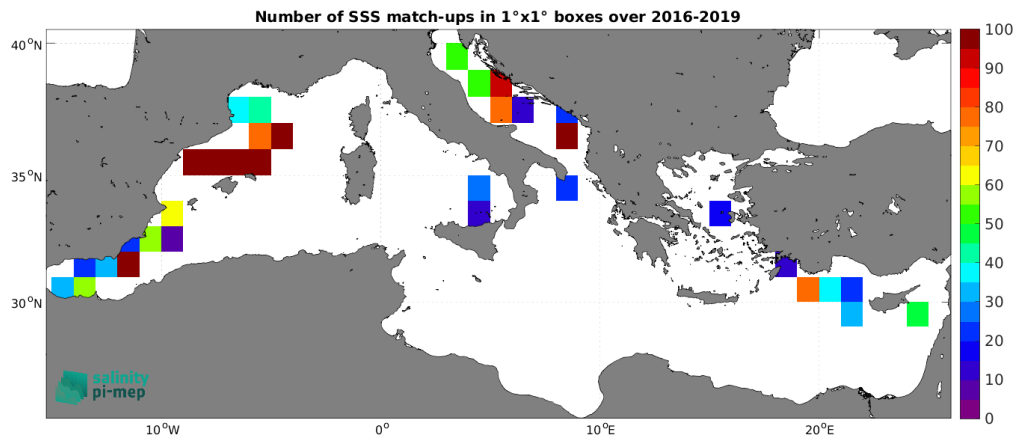 Number of SSS match-ups in 1°x1° boxes over 2016-2019
40°N
35°N
30°N
10°W
0°
10°E
20°E
100
90
80
70
60
50
40
30
20
10
0
salinity
pi-mep